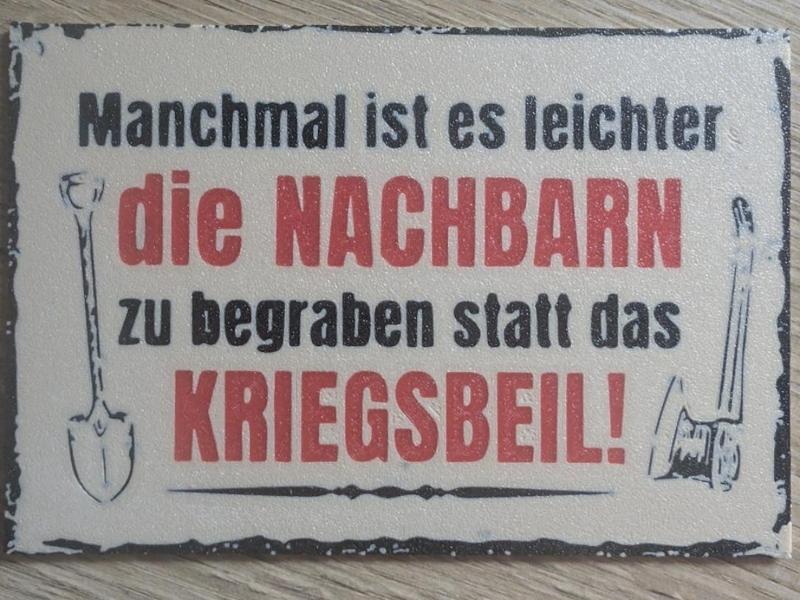 Manchmal ist es leichter
die NACHBARN
zu begraben statt das
KRIEGSBEIL!